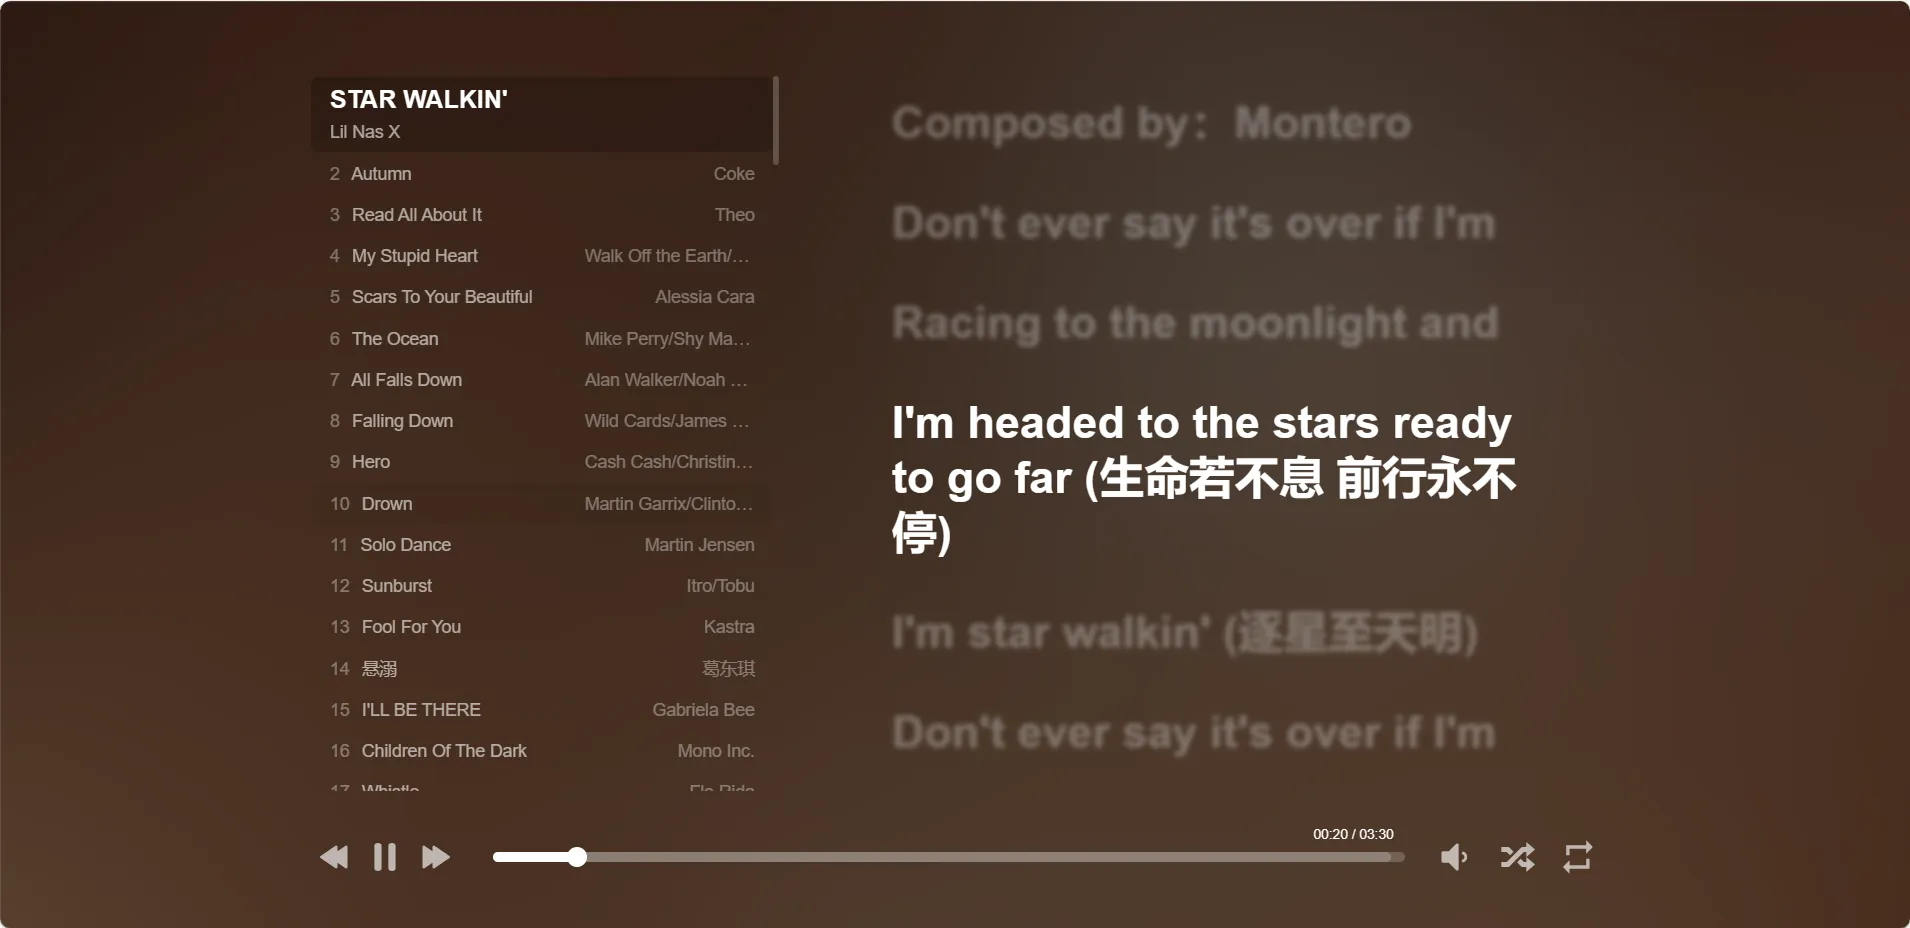 STAR WALKIN'
Lil Nas X
2 Autumn Coke
3 Read All About It Theo
4 My Stupid Heart Walk Off the Earth/…
5 Scars To Your Beautiful Alessia Cara
6 The Ocean Mike Perry/Shy Ma…
7 All Falls Down Alan Walker/Noah …
8 Falling Down Wild Cards/James …
9 Hero Cash Cash/Christin…
10 Drown Martin Garrix/Clinto…
11 Solo Dance Martin Jensen
12 Sunburst Itro/Tobu
13 Fool For You Kastra
14 悬溺 葛东琪
15 I'LL BE THERE Gabriela Bee
16 Children Of The Dark Mono Inc.
17 Whistle Flo Rida
Composed by：Montero
Don't ever say it's over if I'm
Racing to the moonlight and
I'm headed to the stars ready
to go far (生命若不息 前行永不
停)
I'm star walkin' (逐星至天明)
Don't ever say it's over if I'm
00:20 / 03:30